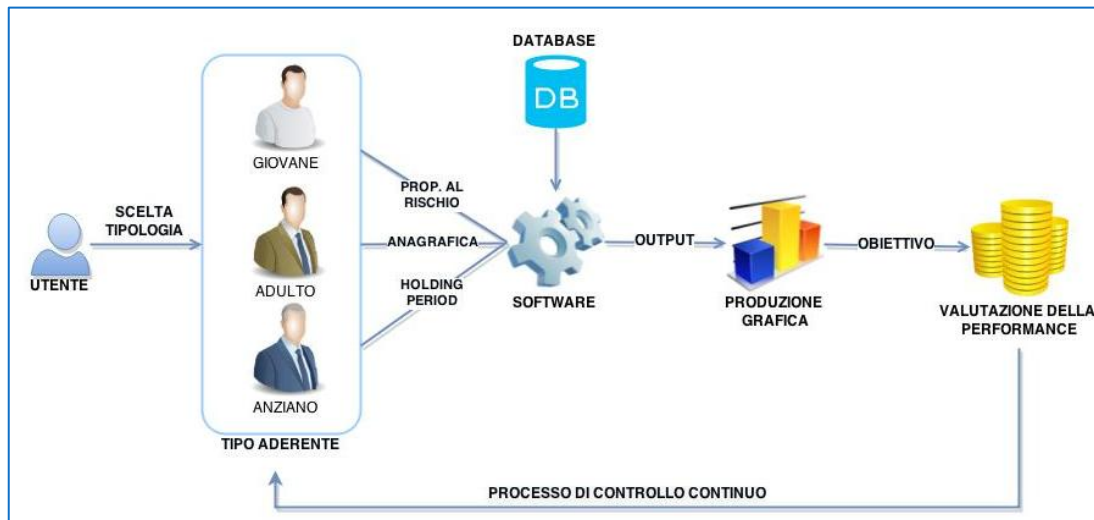 DATABASE
DB
GIOVANE
PROP. AL
RISCHIO
SCELTA
TIPOLOGIA
ANAGRAFICA
OUTPUT
OBIETTIVO
UTENTE
ADULTO
HOLDING
PERIOD
SOFTWARE
PRODUZIONE
GRAFICA
VALUTAZIONE DELLA
PERFORMANCE
ANZIANO
TIPO ADERENTE
PROCESSO DI CONTROLLO CONTINUO